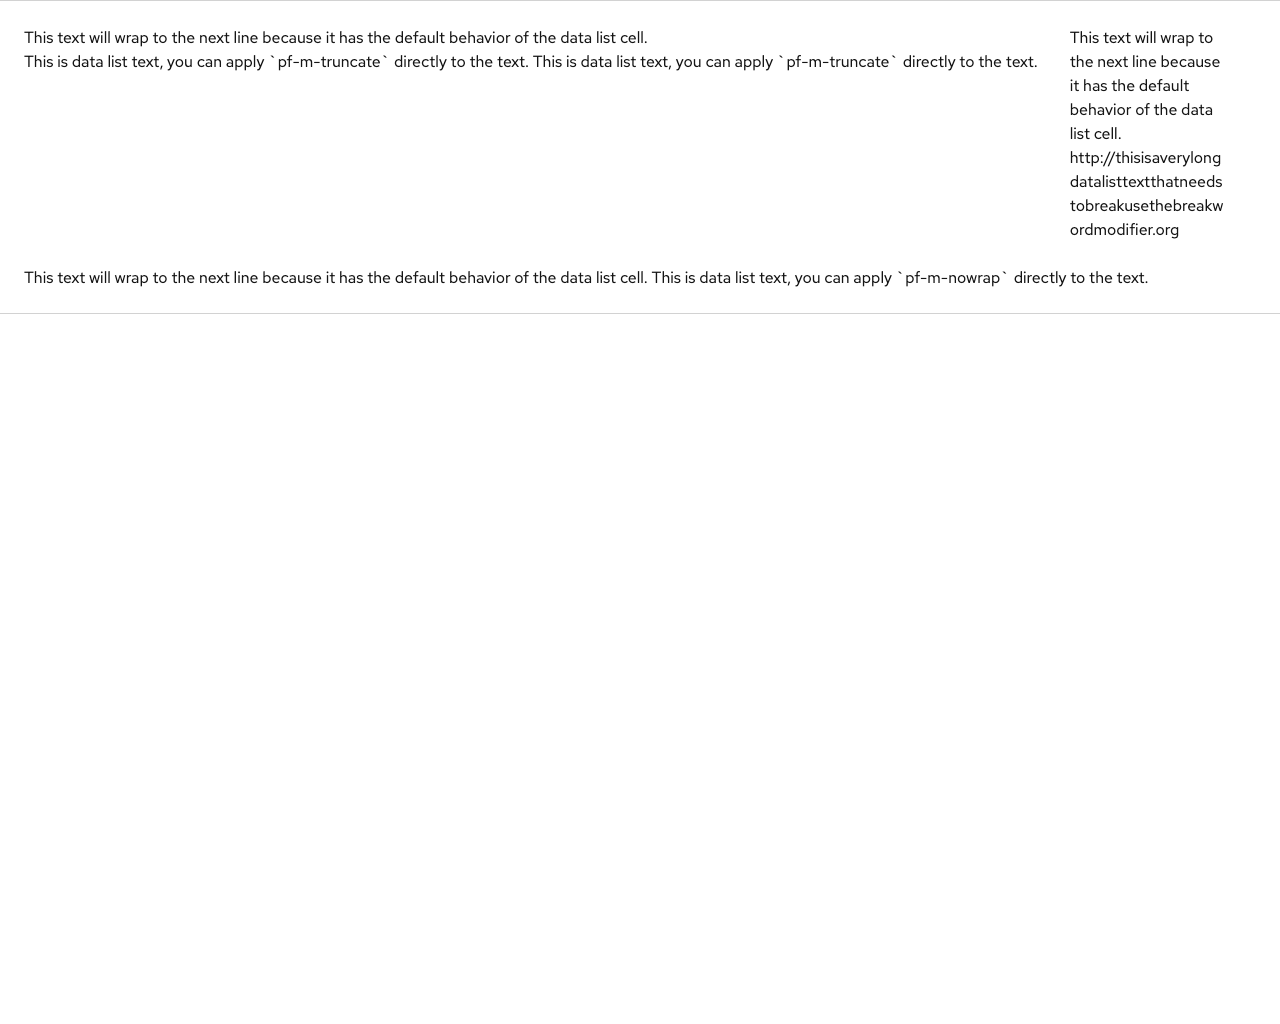 This text will wrap to the next line because it has the default behavior of the data list cell.
This is data list text, you can apply `pf-m-truncate` directly to the text. This is data list text, you can apply `pf-m-truncate` directly to the text.
This text will wrap to
the next line because
it has the default
behavior of the data
list cell.
http://thisisaverylong
datalisttextthatneeds
tobreakusethebreakw
ordmodifier.org
This text will wrap to the next line because it has the default behavior of the data list cell. This is data list text, you can apply `pf-m-nowrap` directly to the text.